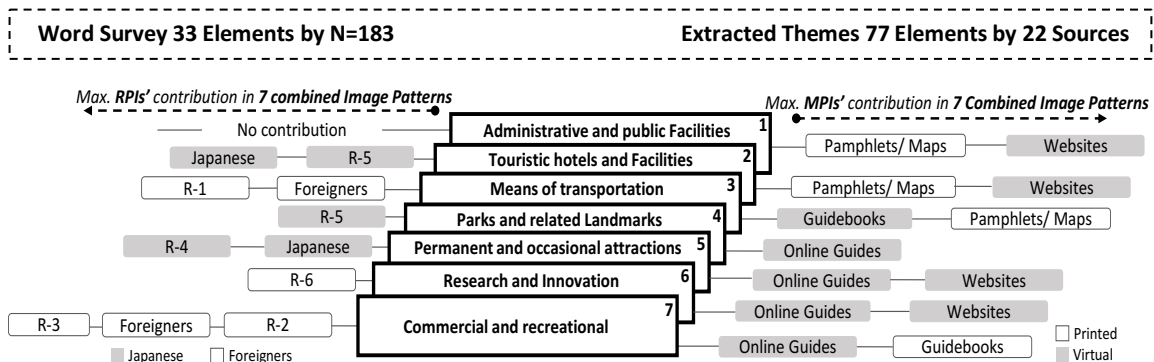 Word Survey 33 Elements by N=183
Extracted Themes 77 Elements by 22 Sources
Max. RPIs' contribution in 7 combined Image Patterns
Max. MPIs' contribution in 7 Combined Image Patterns
No contribution
Administrative and public Facilities 1
Pamphlets/ Maps Websites
Japanese R-5
Touristic hotels and Facilities 2
R-1 Foreigners
Means of transportation 3
Pamphlets/ Maps Websites
R-5
Parks and related Landmarks 4
Guidebooks Pamphlets/ Maps
R-4 Japanese
Permanent and occasional attractions 5
Online Guides
R-6
Research and Innovation 6
Online Guides Websites
R-3 Foreigners R-2
Commercial and recreational 7
Online Guides Websites
Online Guides Guidebooks
Japanese Foreigners
Printed
Virtual